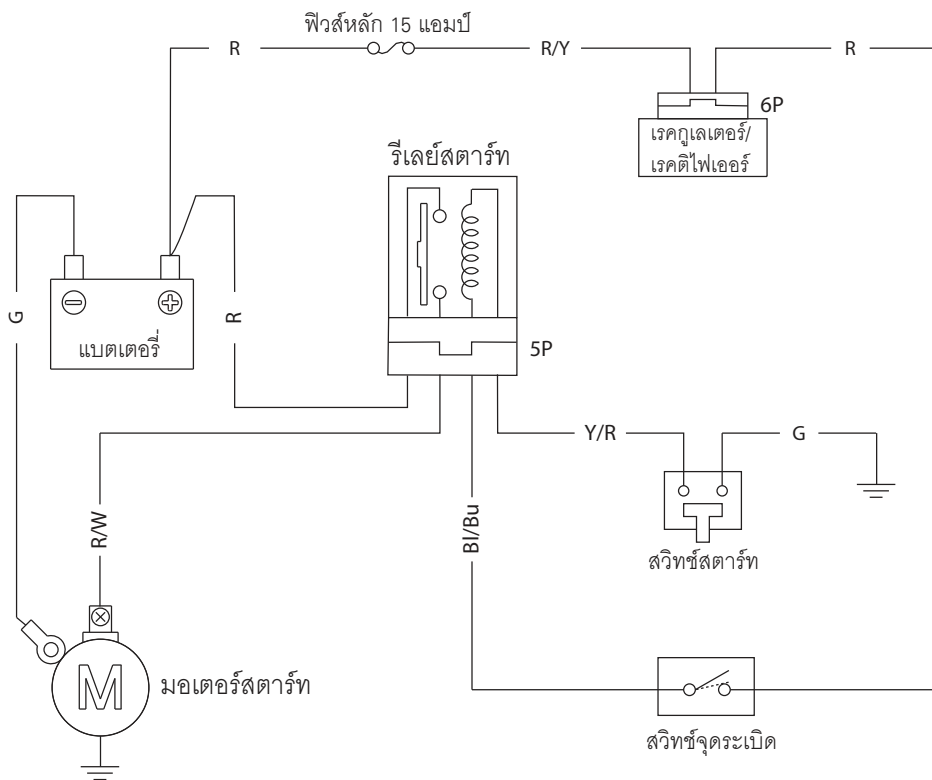 ฟิวส์หลัก 15 แอมป์
R
R/Y
R
6P
เรคกูเลเตอร์/
เรคติไฟเออร์
รีเลย์สตาร์ท
G
R
แบตเตอรี่
5P
Y/R
G
R/W
Bl/Bu
สวิทช์สตาร์ท
M
มอเตอร์สตาร์ท
สวิทช์จุดระเบิด